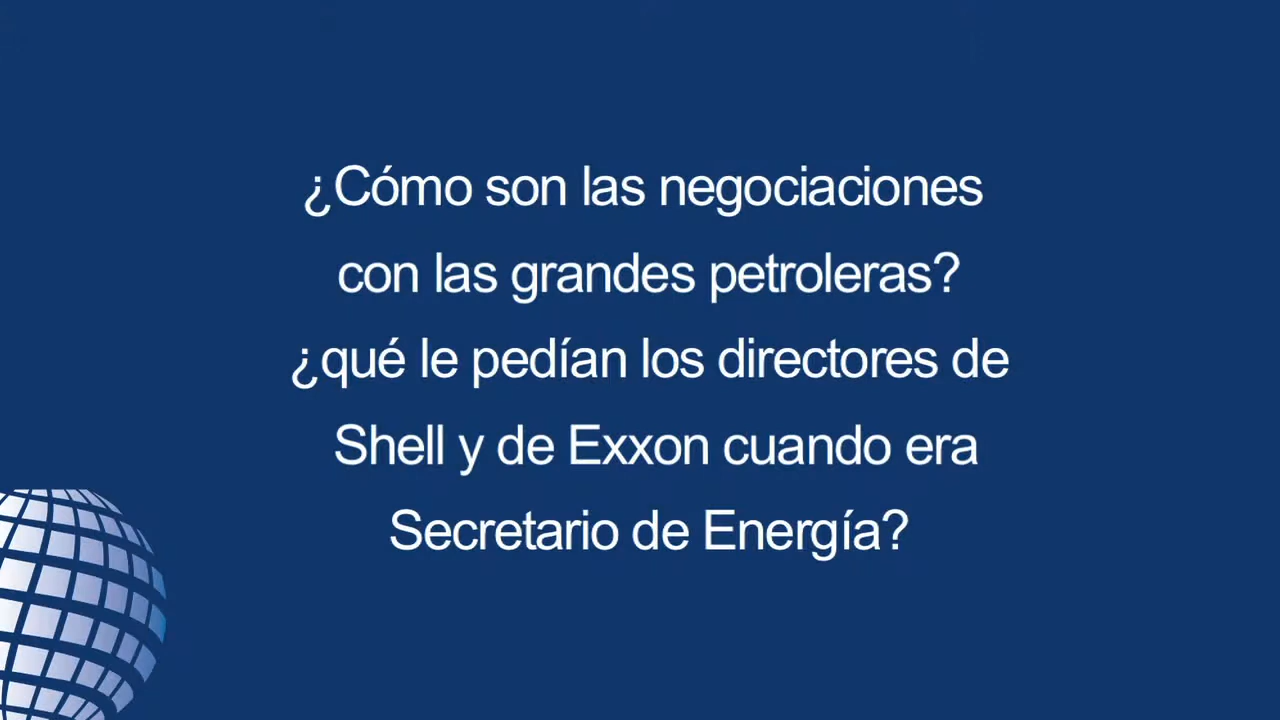 ¿Cómo son las negociaciones
con las grandes petroleras?
¿qué le pedían los directores de
Shell y de Exxon cuando era
Secretario de Energía?